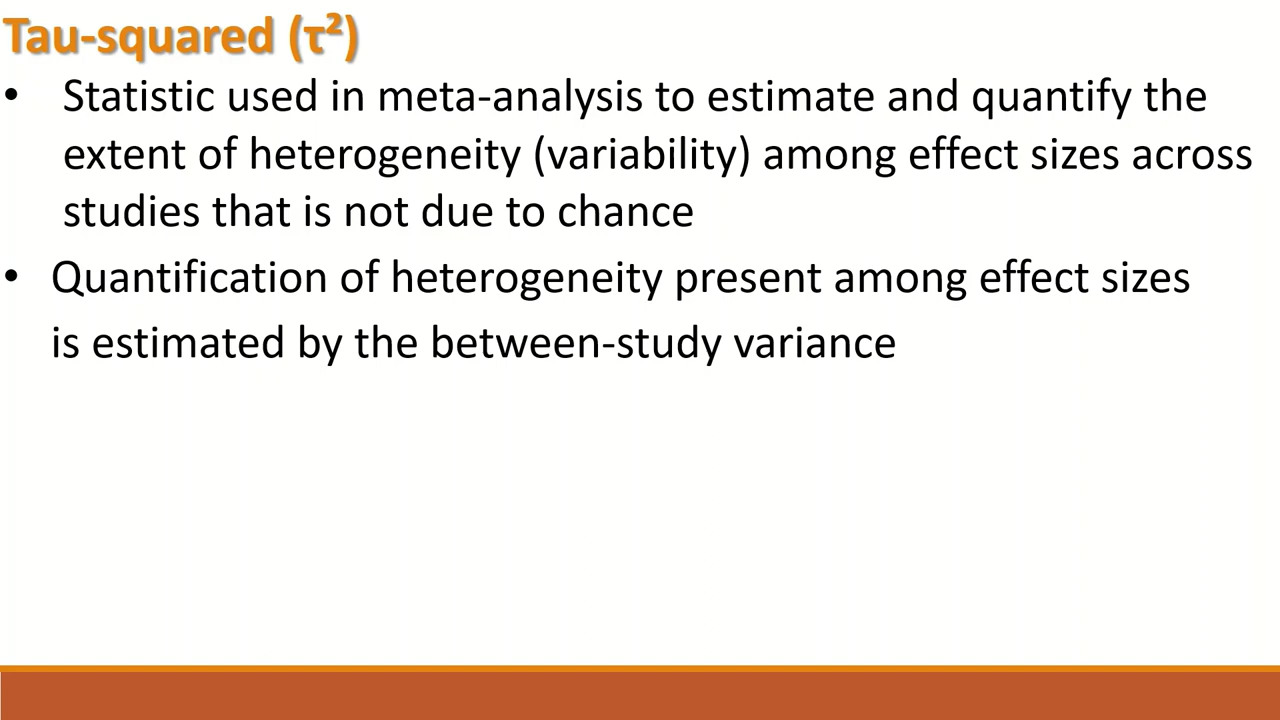 Tau-squared (τ²)
• Statistic used in meta-analysis to estimate and quantify the
extent of heterogeneity (variability) among effect sizes across
studies that is not due to chance
• Quantification of heterogeneity present among effect sizes
is estimated by the between-study variance